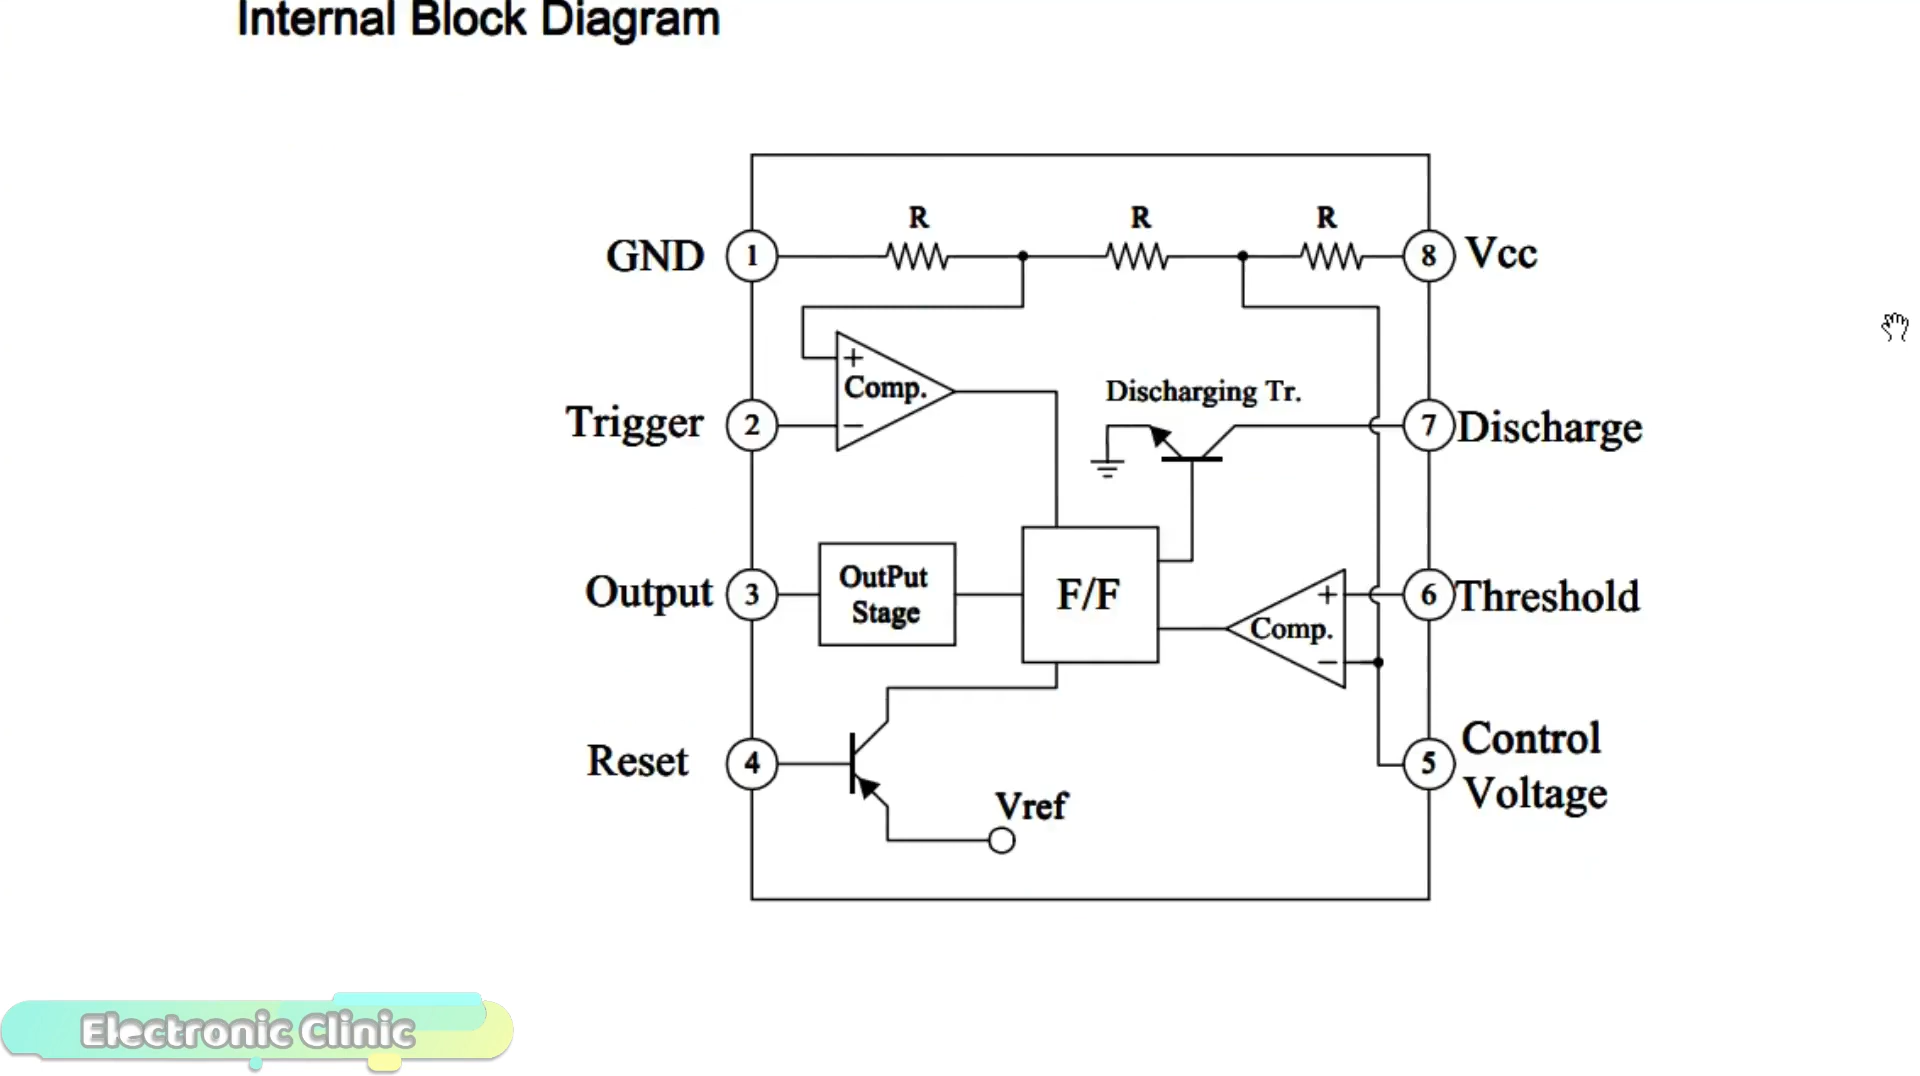 Internal Block Diagram
R R R
GND 1 8 Vcc
+
Comp.
−
Discharging Tr.
Trigger 2 7 Discharge
Output 3 OutPut Stage F/F Comp. + − 6 Threshold
Reset 4 5 Control Voltage
Vref
Electronic Clinic